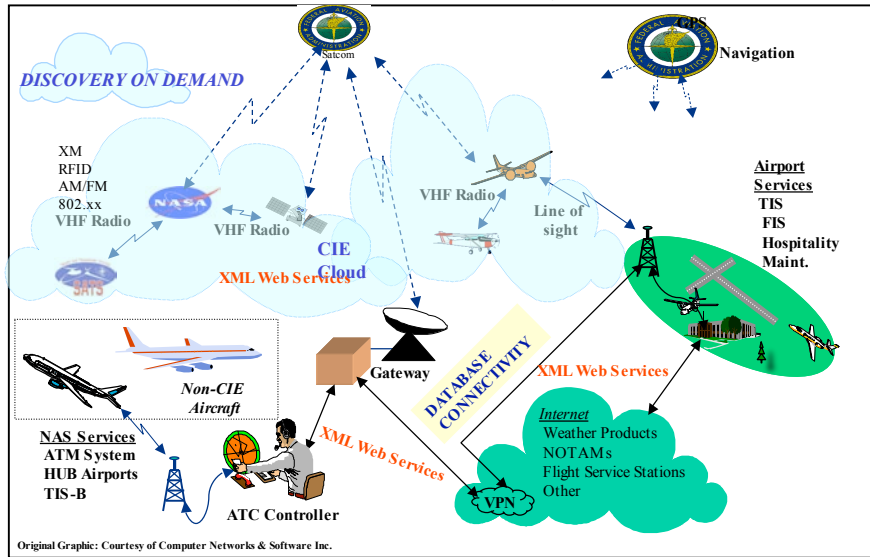 GPS
Satcom
Navigation
DISCOVERY ON DEMAND
XM
RFID
AM/FM
802.xx
VHF Radio
NASA
VHF Radio
SATS
CIE
Cloud
XML Web Services
VHF Radio
Line of
sight
Airport
Services
TIS
FIS
Hospitality
Maint.
Non-CIE
Aircraft
Gateway
DATABASE
CONNECTIVITY
XML Web Services
XML Web Services
NAS Services
ATM System
HUB Airports
TIS-B
ATC Controller
Internet
Weather Products
NOTAMs
Flight Service Stations
Other
VPN
Original Graphic: Courtesy of Computer Networks & Software Inc.